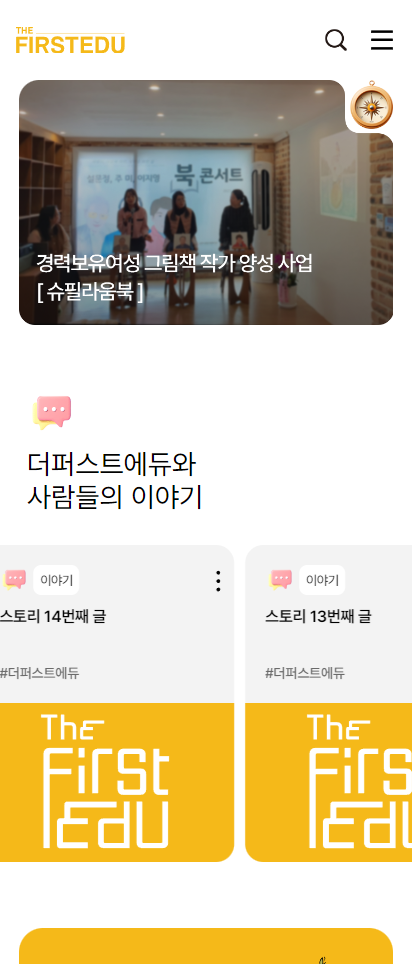 THE
FIRSTEDU
북 콘서트
경력보유여성 그림책 작가 양성 사업
[ 슈필라움북 ]
더퍼스트에듀와
사람들의 이야기
이야기
스토리 14번째 글
#더퍼스트에듀
The
First
Edu
이야기
스토리 13번째 글
#더퍼스트에듀
The
Firs
Edu